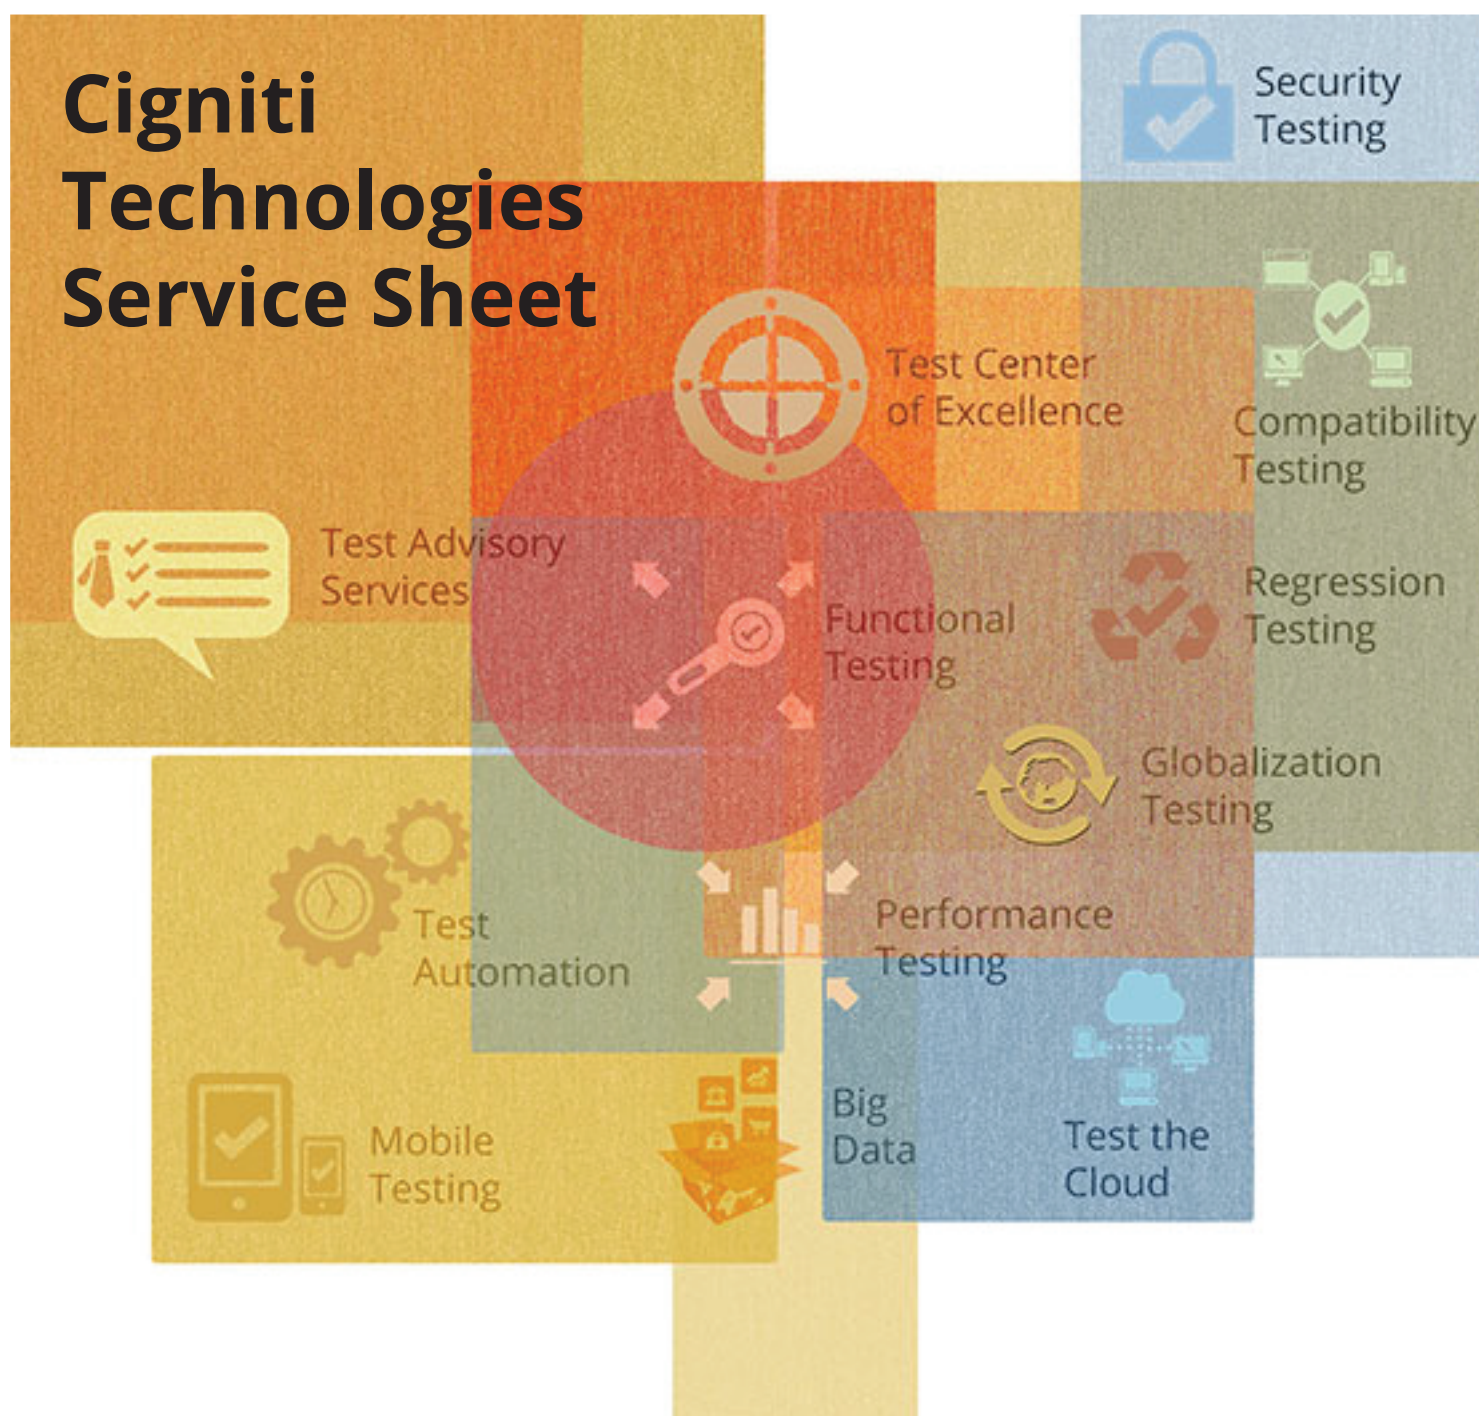 Cigniti
Technologies
Service Sheet
Security
Testing
Test Center
of Excellence
Compatibility
Testing
Test Advisory
Services
Functional
Testing
Regression
Testing
Globalization
Testing
Test
Automation
Performance
Testing
Mobile
Testing
Big
Data
Test the
Cloud